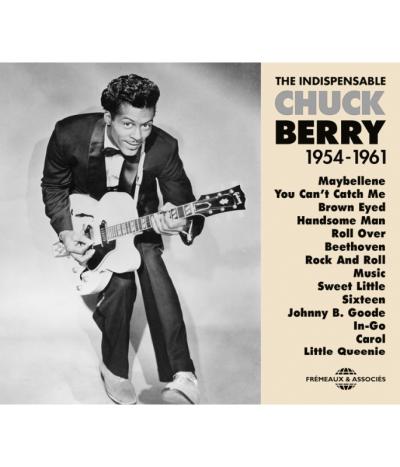 THE INDISPENSABLE
CHUCK
BERRY
1954-1961
Maybellene
You Can't Catch Me
Brown Eyed
Handsome Man
Roll Over
Beethoven
Rock And Roll
Music
Sweet Little
Sixteen
Johnny B. Goode
In-Go
Carol
Little Queenie
FRÉMEAUX & ASSOCIÉS